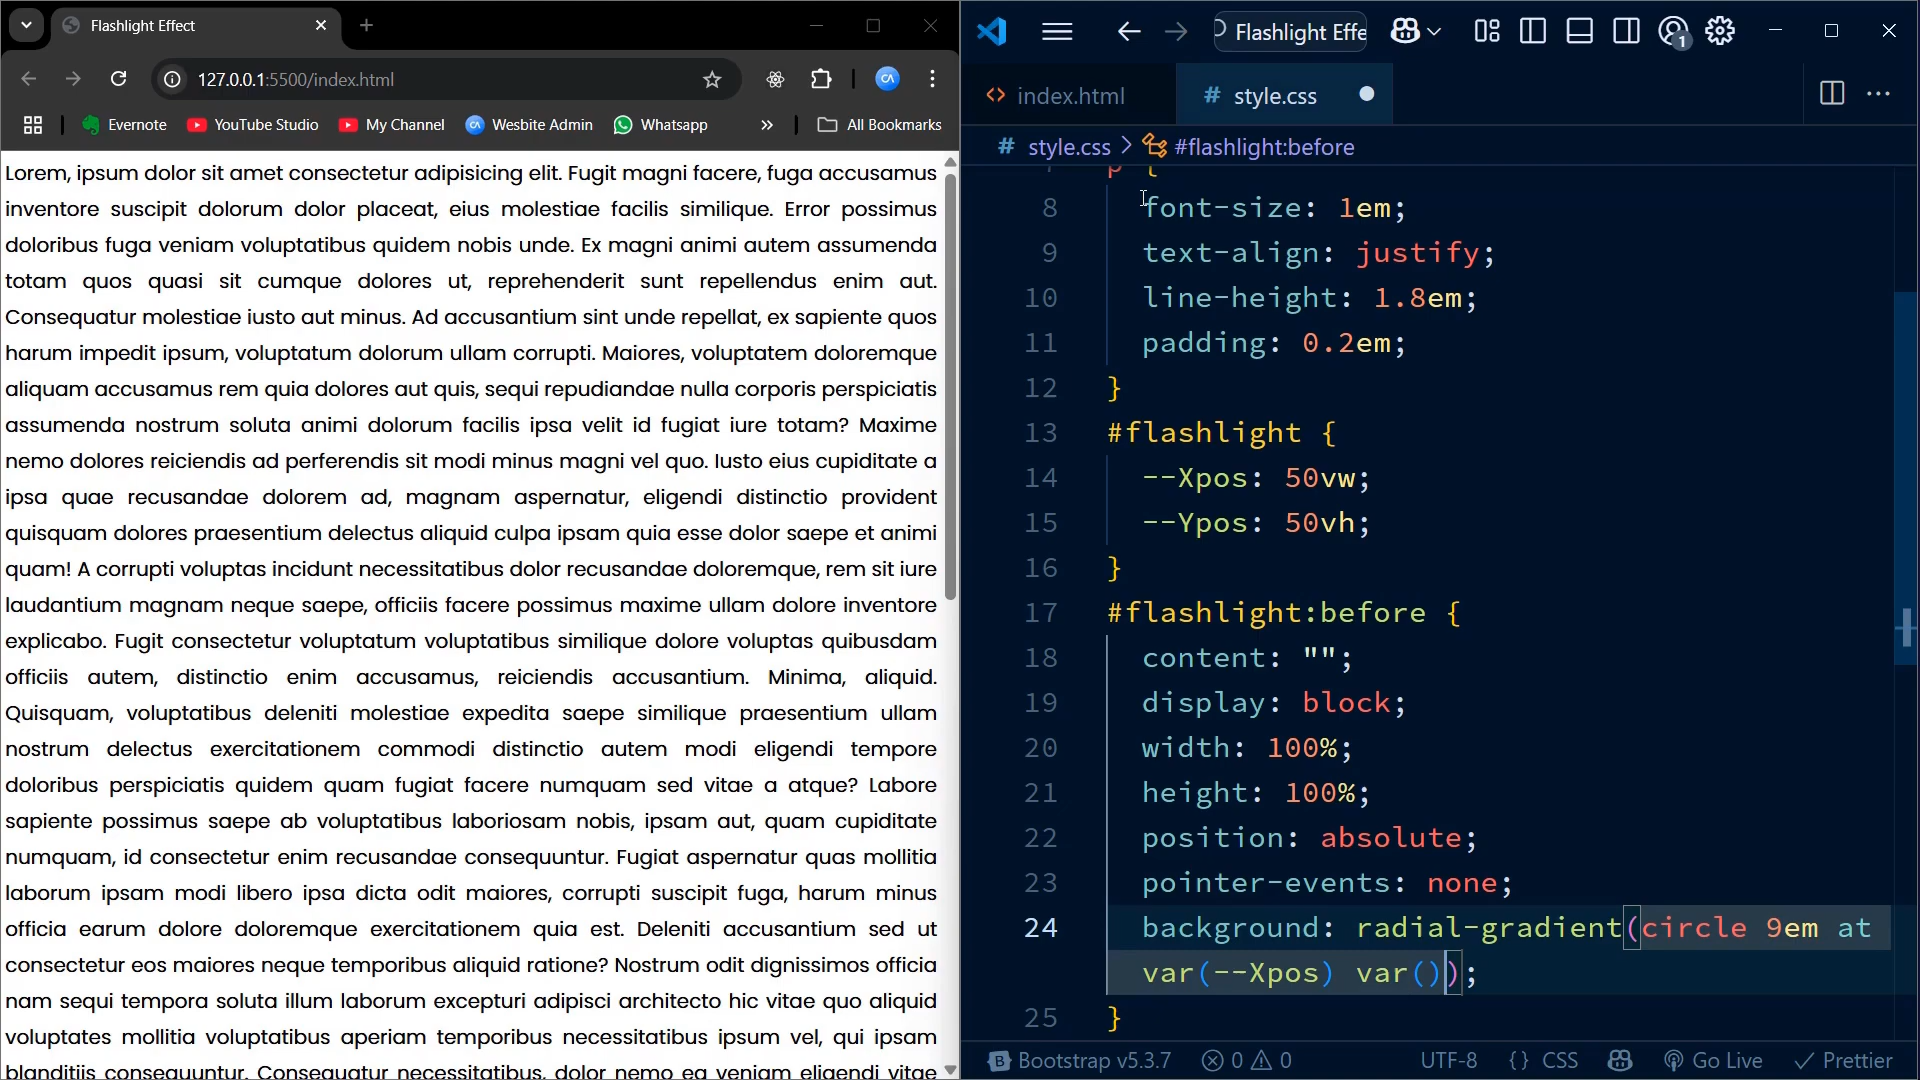 Flashlight Effect
127.0.0.1:5500/index.html
Evernote YouTube Studio My Channel Wesbite Admin Whatsapp » All Bookmarks
Lorem, ipsum dolor sit amet consectetur adipisicing elit. Fugit magni facere, fuga accusamus
inventore suscipit dolorum dolor placeat, eius molestiae facilis similique. Error possimus
doloribus fuga veniam voluptatibus quidem nobis unde. Ex magni animi autem assumenda
totam quos quasi sit cumque dolores ut, reprehenderit sunt repellendus enim aut.
Consequatur molestiae iusto aut minus. Ad accusantium sint unde repellat, ex sapiente quos
harum impedit ipsum, voluptatum dolorum ullam corrupti. Maiores, voluptatem doloremque
aliquam accusamus rem quia dolores aut quis, sequi repudiandae nulla corporis perspiciatis
assumenda nostrum soluta animi dolorum facilis ipsa velit id fugiat iure totam? Maxime
nemo dolores reiciendis ad perferendis sit modi minus magni vel quo. Iusto eius cupiditate a
ipsa quae recusandae dolorem ad, magnam aspernatur, eligendi distinctio provident
quisquam dolores praesentium delectus aliquid culpa ipsam quia esse dolor saepe et animi
quam! A corrupti voluptas incidunt necessitatibus dolor recusandae doloremque, rem sit iure
laudantium magnam neque saepe, officiis facere possimus maxime ullam dolore inventore
explicabo. Fugit consectetur voluptatum voluptatibus similique dolore voluptas quibusdam
officiis autem, distinctio enim accusamus, reiciendis accusantium. Minima, aliquid.
Quisquam, voluptatibus deleniti molestiae expedita saepe similique praesentium ullam
nostrum delectus exercitationem commodi distinctio autem modi eligendi tempore
doloribus perspiciatis quidem quam fugiat facere numquam sed vitae a atque? Labore
sapiente possimus saepe ab voluptatibus laboriosam nobis, ipsam aut, quam cupiditate
numquam, id consectetur enim recusandae consequuntur. Fugiat aspernatur quas mollitia
laborum ipsam modi libero ipsa dicta odit maiores, corrupti suscipit fuga, harum minus
officia earum dolore doloremque exercitationem quia est. Deleniti accusantium sed ut
consectetur eos maiores neque temporibus aliquid ratione? Nostrum odit dignissimos officia
nam sequi tempora soluta illum laborum excepturi adipisci architecto hic vitae quo aliquid
voluptates mollitia voluptatibus aperiam temporibus necessitatibus ipsum vel, qui ipsam
blanditiis consequuntur. Consequatur necessitatibus, dolor nemo ea veniam eligendi vitae
Flashlight Effe
1
index.html style.css
style.css > #flashlight:before
7 p {
8 font-size: 1em;
9 text-align: justify;
10 line-height: 1.8em;
11 padding: 0.2em;
12 }
13 #flashlight {
14 --Xpos: 50vw;
15 --Ypos: 50vh;
16 }
17 #flashlight:before {
18 content: "";
19 display: block;
20 width: 100%;
21 height: 100%;
22 position: absolute;
23 pointer-events: none;
24 background: radial-gradient(circle 9em at
var(--Xpos) var());
25 }
Bootstrap v5.3.7 0 0 UTF-8 {} CSS Go Live Prettier